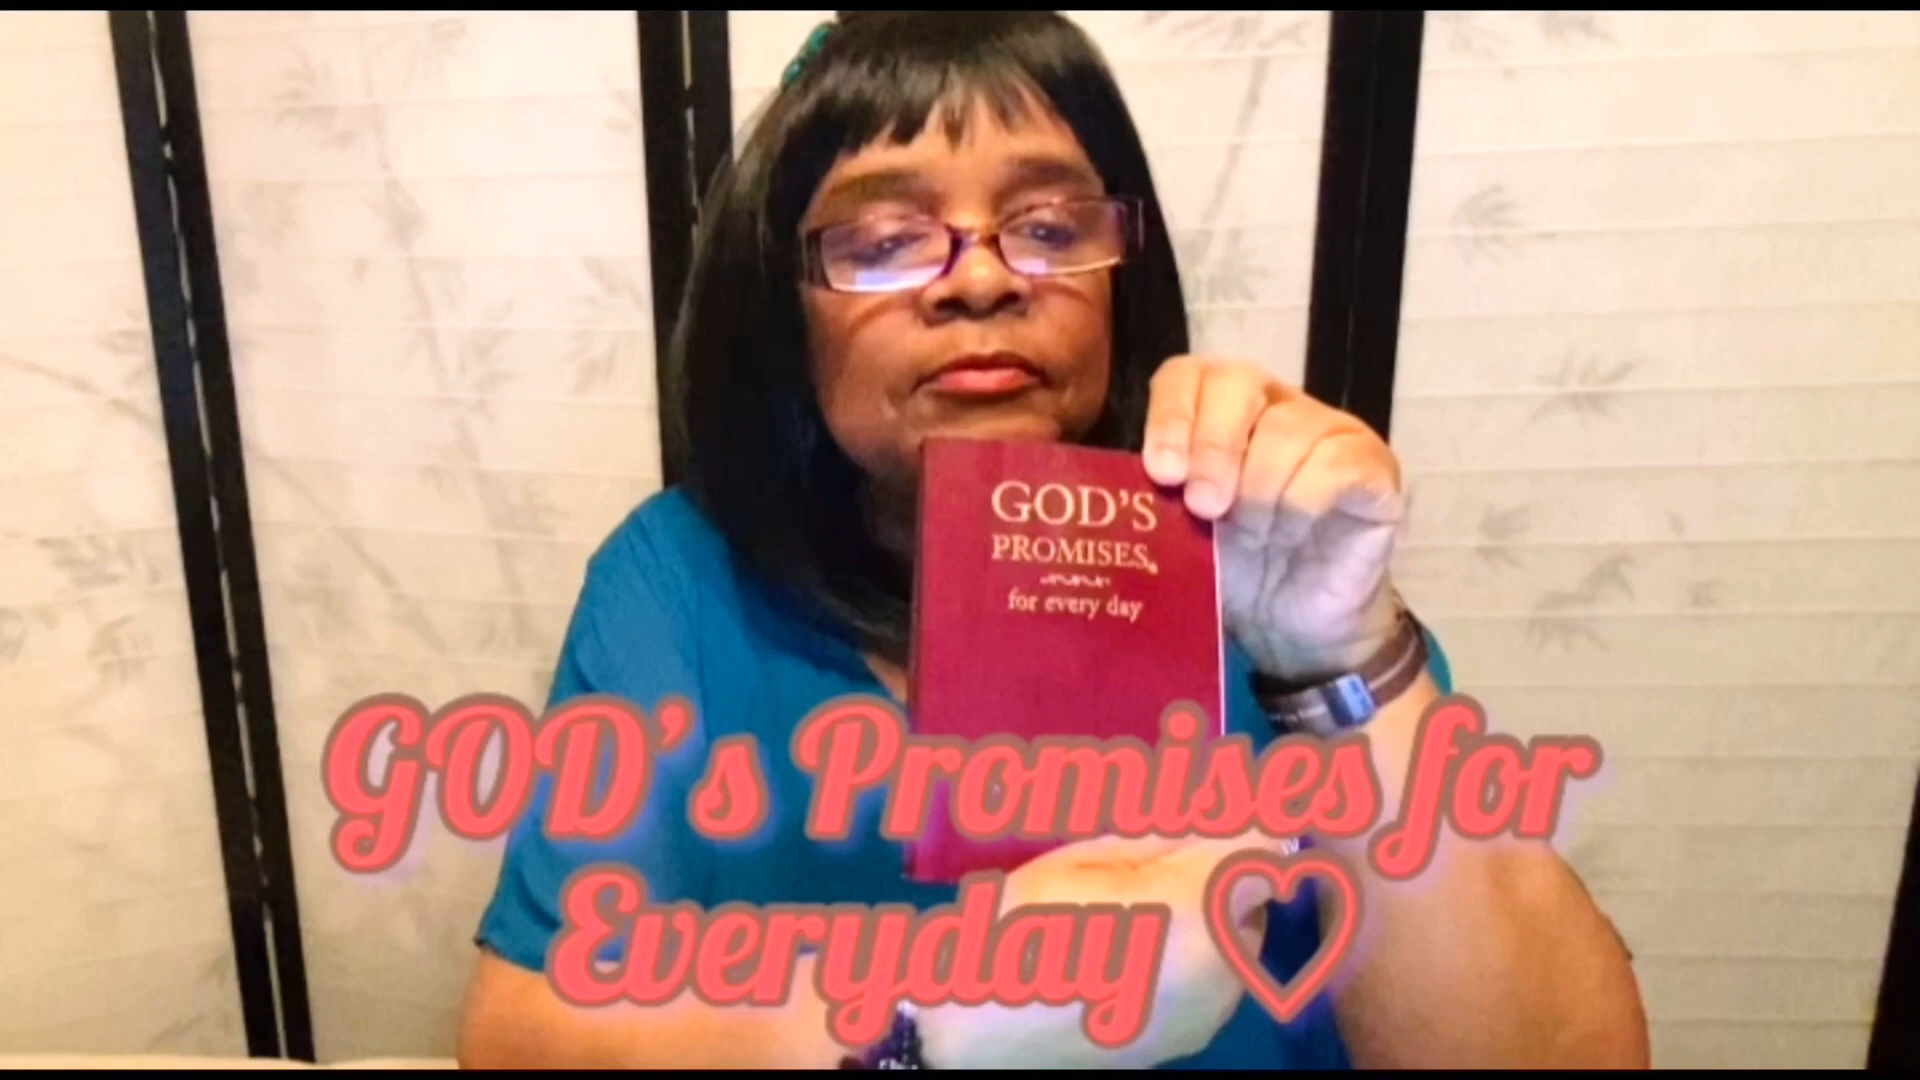 GOD'S
PROMISES®
for every day
GOD's Promises for
Everyday ♡